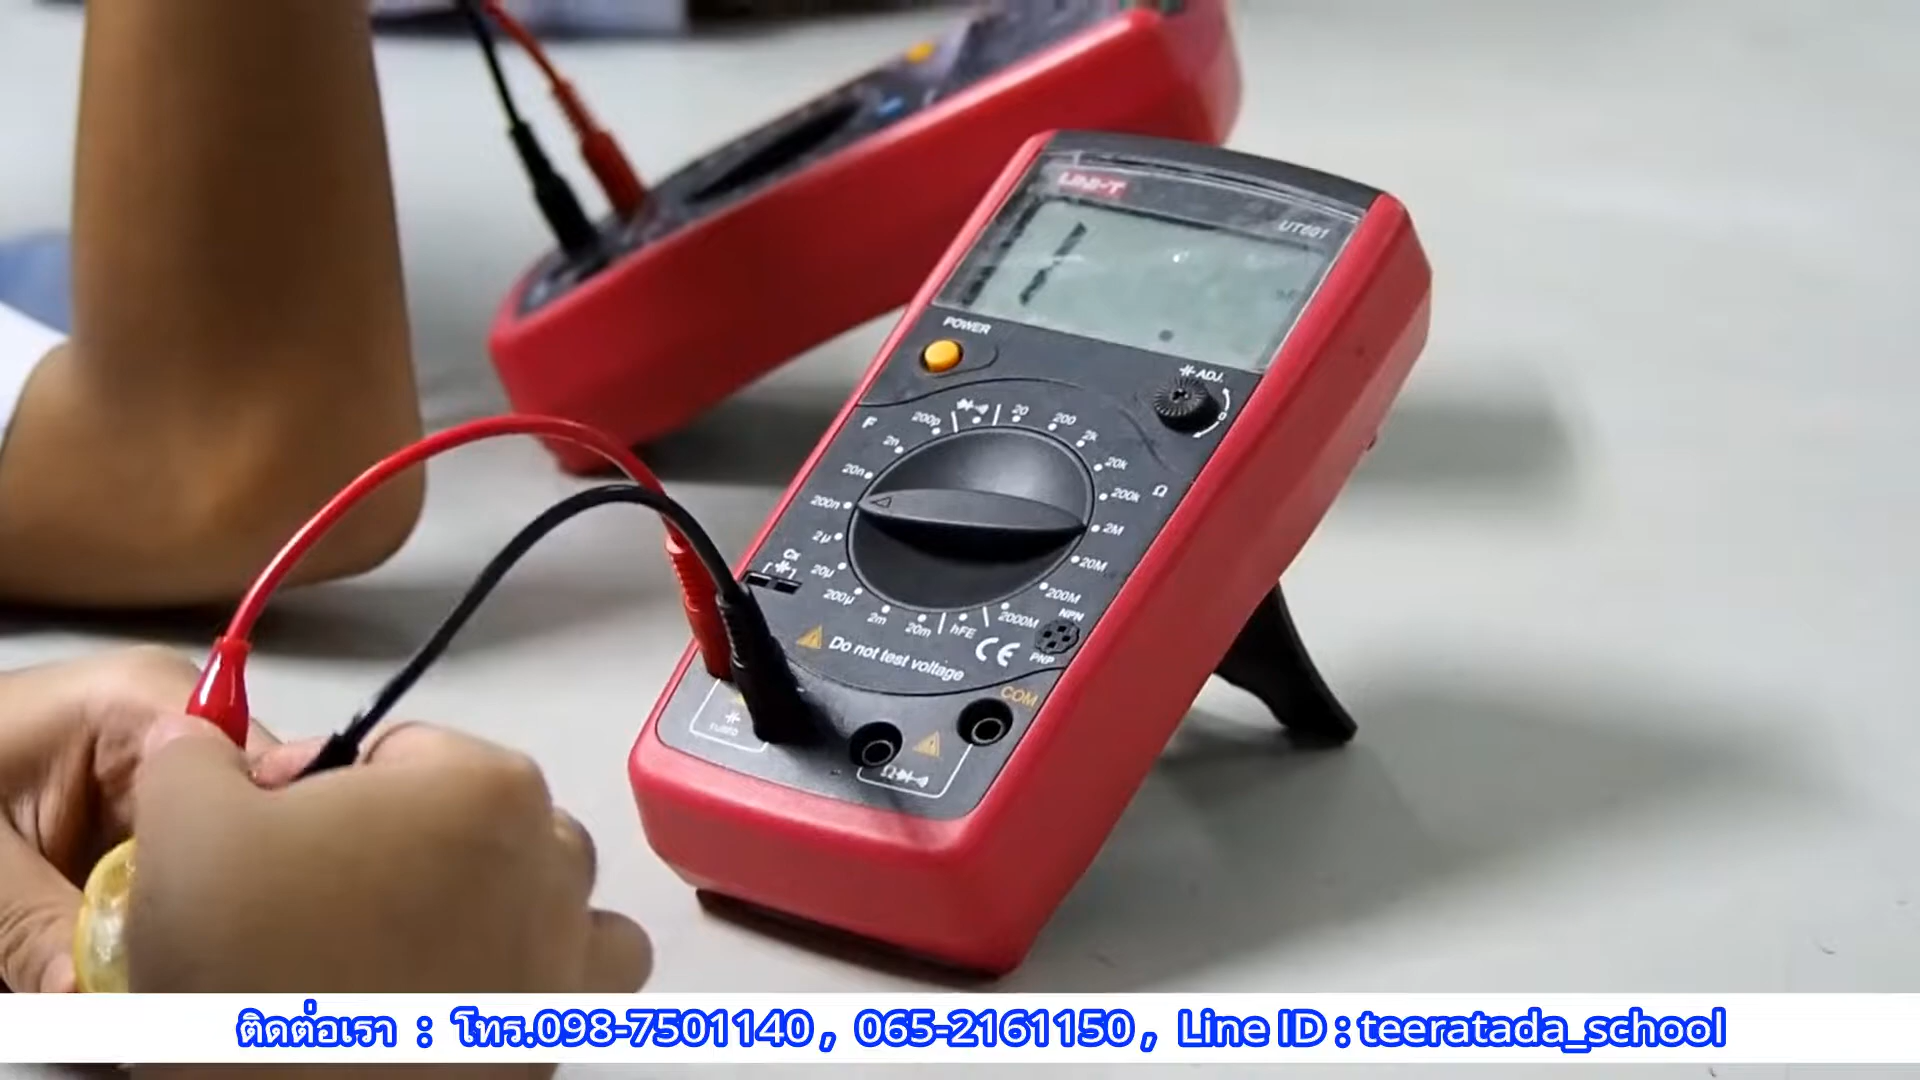 UNI-T
UT601
POWER
ADJ.
F
200p
20
200
2n
2k
20n
20k
200n
200k
Ω
2µ
2M
Cx
20µ
20M
200µ
200M
2m
20m
hFE
2000M
NPN
PNP
CE
Do not test voltage
COM
Ω
ติดต่อเรา : โทร.098-7501140 , 065-2161150 , Line ID : teeratada_school